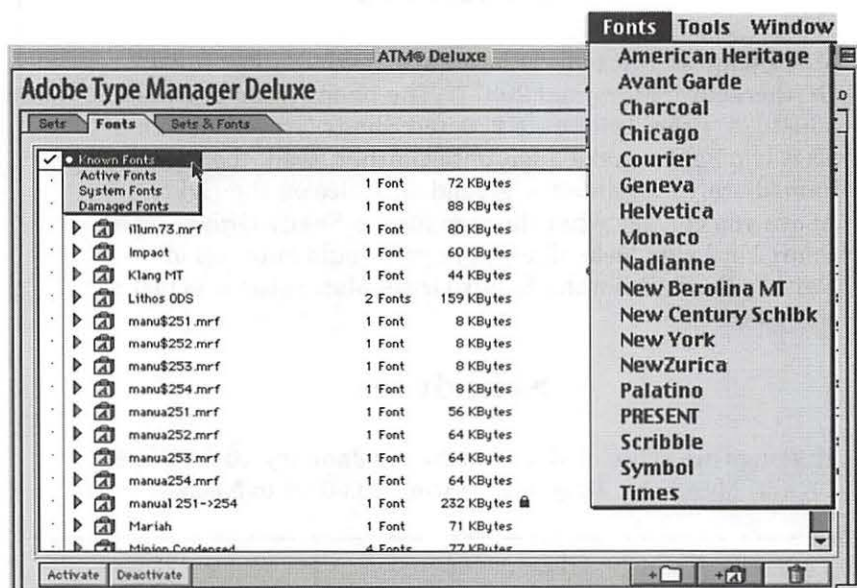 ATM® Deluxe
Adobe Type Manager Deluxe
Sets Fonts Sets & Fonts
Known Fonts
Active Fonts
System Fonts
Damaged Fonts
1 Font 72 KBytes
1 Font 88 KBytes
illum73.mrf 1 Font 80 KBytes
Impact 1 Font 60 KBytes
Klang MT 1 Font 44 KBytes
Lithos ODS 2 Fonts 159 KBytes
manu$251.mrf 1 Font 8 KBytes
manu$252.mrf 1 Font 8 KBytes
manu$253.mrf 1 Font 8 KBytes
manu$254.mrf 1 Font 8 KBytes
manua251.mrf 1 Font 56 KBytes
manua252.mrf 1 Font 64 KBytes
manua253.mrf 1 Font 64 KBytes
manua254.mrf 1 Font 64 KBytes
manual 251->254 1 Font 232 KBytes
Mariah 1 Font 71 KBytes
Minion Condensed 4 Fonts 77 KBytes
Activate Deactivate
Fonts Tools Window
American Heritage
Avant Garde
Charcoal
Chicago
Courier
Geneva
Helvetica
Monaco
Nadianne
New Berolina MT
New Century Schlbk
New York
NewZurica
Palatino
PRESENT
Scribble
Symbol
Times